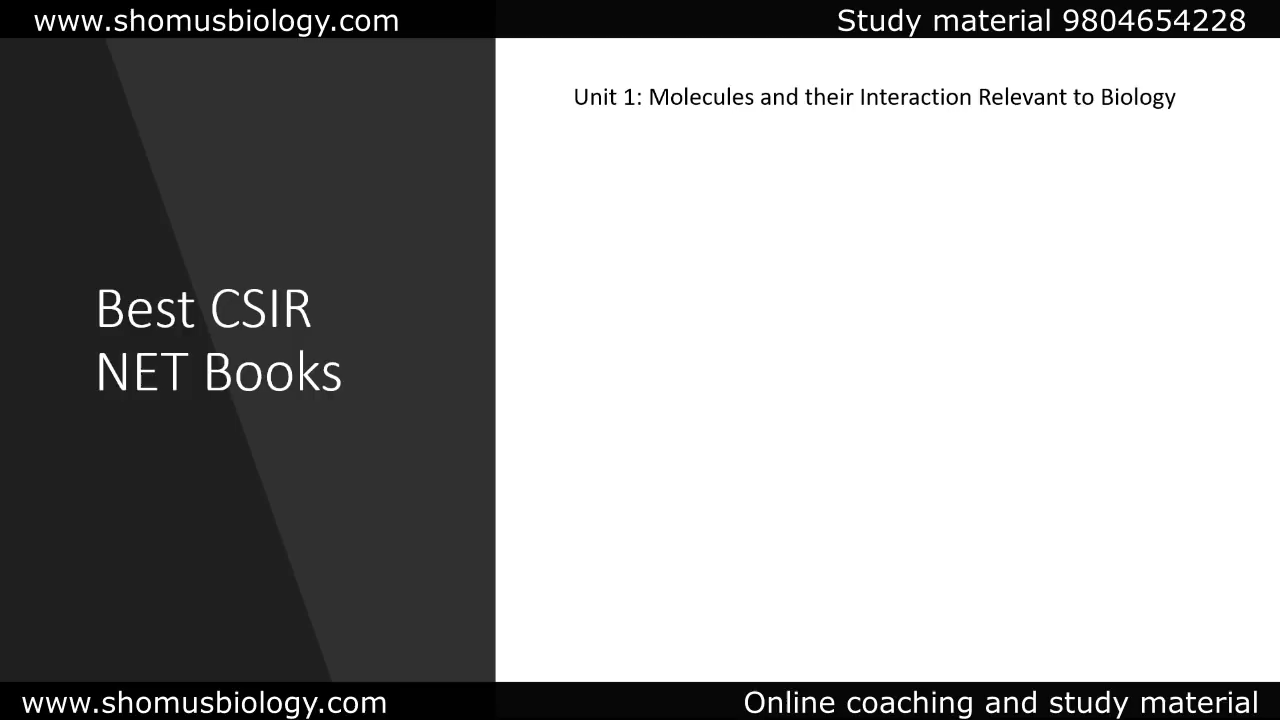 www.shomusbiology.com
Study material 9804654228
Unit 1: Molecules and their Interaction Relevant to Biology
Best CSIR
NET Books
www.shomusbiology.com
Online coaching and study material